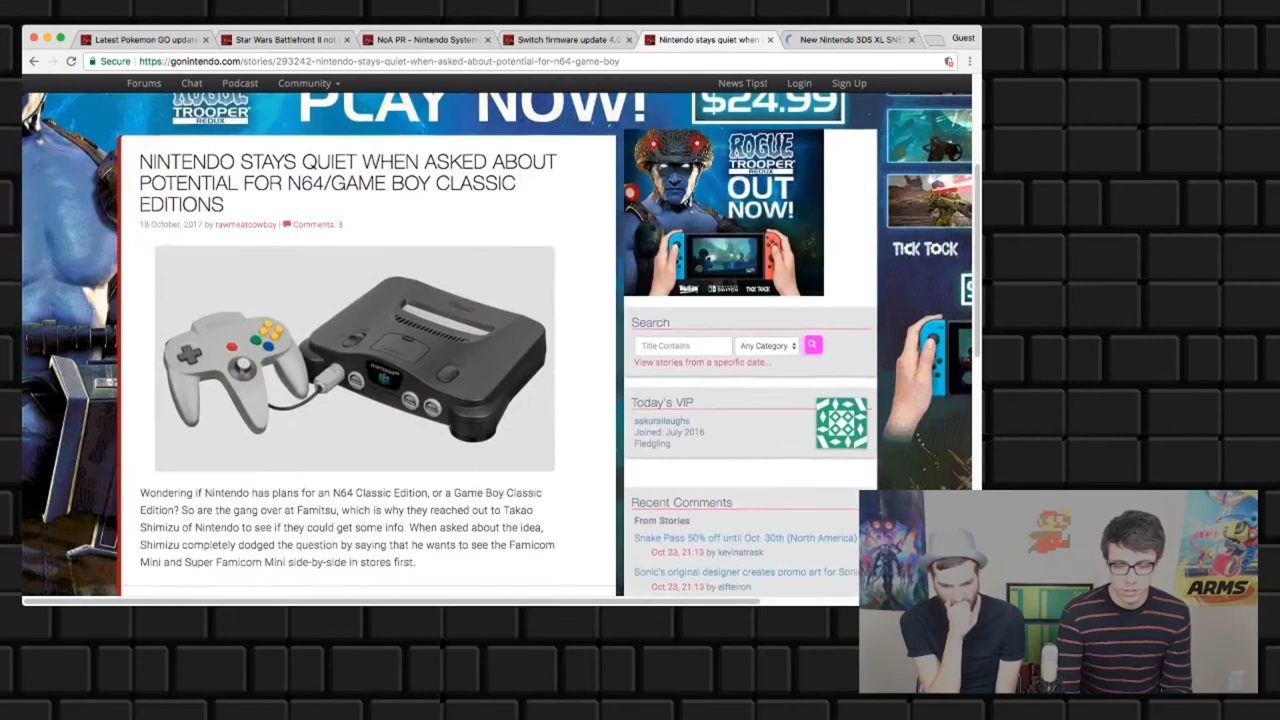 Latest Pokemon GO updat
Star Wars Battlefront II not
NoA PR - Nintendo System
Switch firmware update 4.0
Nintendo stays quiet when
New Nintendo 3DS XL SNE
Guest
Secure
https://gonintendo.com/stories/293242-nintendo-stays-quiet-when-asked-about-potential-for-n64-game-boy
Forums Chat Podcast Community News Tips! Login Sign Up
ROGUE TROOPER REDUX
PLAY NOW!
$24.99
NINTENDO STAYS QUIET WHEN ASKED ABOUT
POTENTIAL FOR N64/GAME BOY CLASSIC
EDITIONS
18 October, 2017 by rawmeatcowboy | Comments: 3
Wondering if Nintendo has plans for an N64 Classic Edition, or a Game Boy Classic
Edition? So are the gang over at Famitsu, which is why they reached out to Takao
Shimizu of Nintendo to see if they could get some info. When asked about the idea,
Shimizu completely dodged the question by saying that he wants to see the Famicom
Mini and Super Famicom Mini side-by-side in stores first.
ROGUE
TROOPER
REDUX
OUT
NOW!
TICK TOCK
TICK TOCK
Search
Title Contains
Any Category
View stories from a specific date...
Today's VIP
sakurailaughs
Joined: July 2016
Fledgling
Recent Comments
From Stories
Snake Pass 50% off until Oct. 30th (North America)
Oct 23, 21:13 by kevinatrask
Sonic's original designer creates promo art for Soni
Oct 23, 21:13 by elfteiroh
ARMS